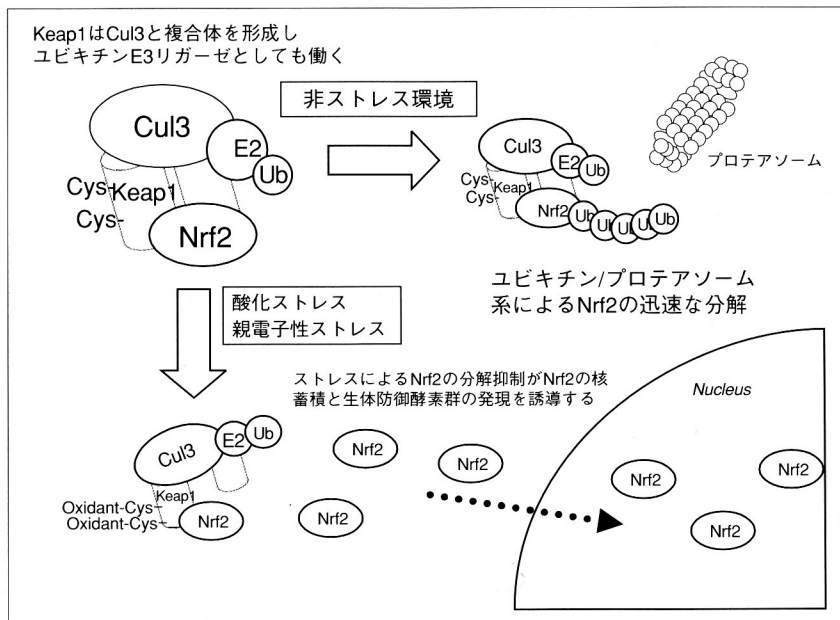 Keap1はCul3と複合体を形成し
ユビキチンE3リガーゼとしても働く
非ストレス環境
Cul3
E2
Ub
Cys-
Keap1
Cys-
Nrf2
Cul3
E2
Ub
Cys-
Keap1
Cys-
Nrf2
Ub
Ub
Ub
Ub
Ub
プロテアソーム
ユビキチン/プロテアソーム
系によるNrf2の迅速な分解
酸化ストレス
親電子性ストレス
ストレスによるNrf2の分解抑制がNrf2の核
蓄積と生体防御酵素群の発現を誘導する
Nucleus
Cul3
E2
Ub
Keap1
Oxidant-Cys-
Oxidant-Cys-
Nrf2
Nrf2
Nrf2
Nrf2
Nrf2
Nrf2
Nrf2